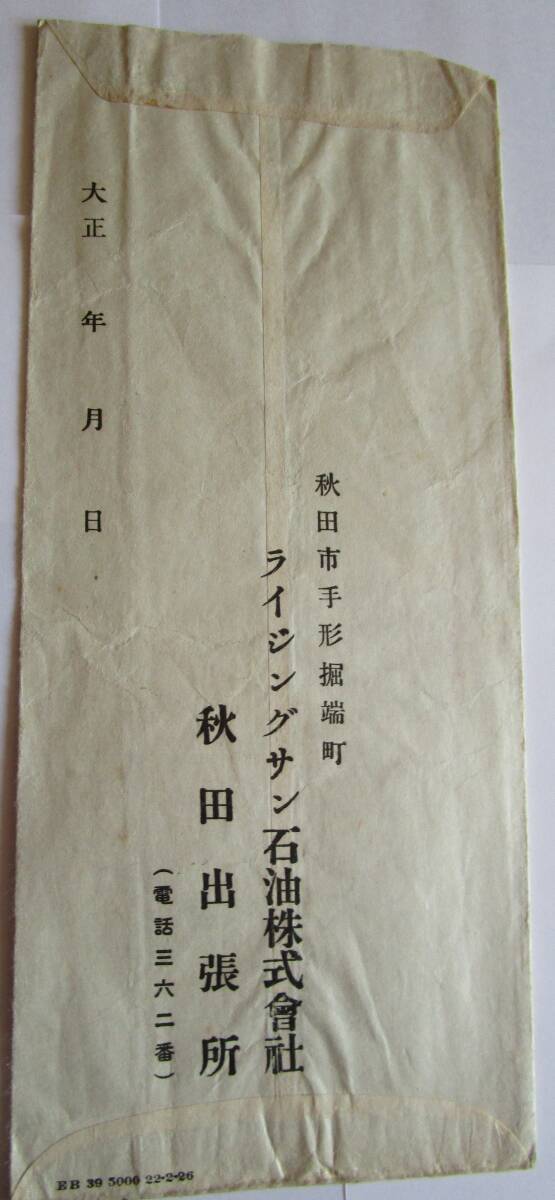 秋田市手形掘端町
ライジングサン石油株式會社
秋田出張所
(電話三六二番)
大正 年 月 日
EB 39 5000 22-2-26